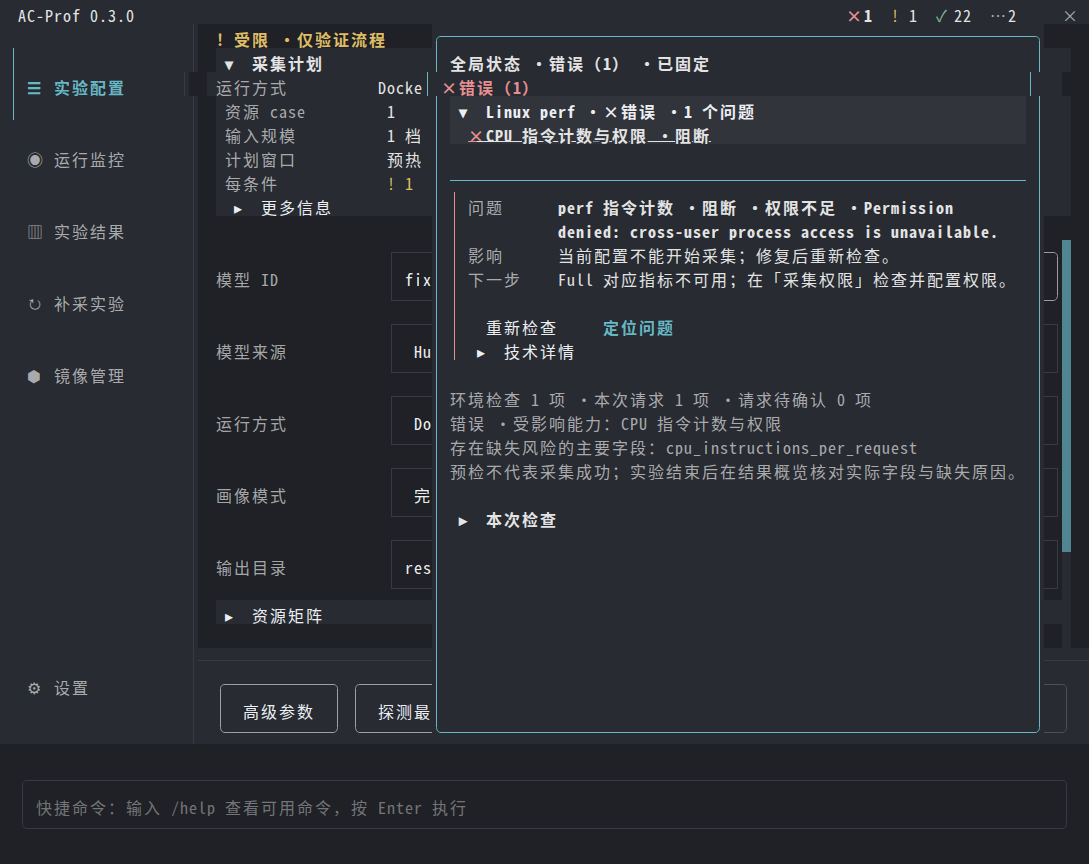 AC-Prof 0.3.0
✕1 ! 1 ✓ 22 ⋯2 ✕
☰ 实验配置
◉ 运行监控
▥ 实验结果
↻ 补采实验
⬢ 镜像管理
⚙ 设置
! 受限 ・仅验证流程
▼ 采集计划
运行方式 Docke
资源 case 1
输入规模 1 档
计划窗口 预热
每条件 ! 1
▶ 更多信息
模型 ID fix
模型来源 Hu
运行方式 Do
画像模式 完
输出目录 res
▶ 资源矩阵
高级参数 探测最
全局状态 ・错误（1） ・已固定
✕错误（1）
▼ Linux perf ・✕错误 ・1 个问题
✕CPU 指令计数与权限 ・阻断
问题 perf 指令计数 ・阻断 ・权限不足 ・Permission
denied: cross-user process access is unavailable.
影响 当前配置不能开始采集；修复后重新检查。
下一步 Full 对应指标不可用；在「采集权限」检查并配置权限。
重新检查 定位问题
▶ 技术详情
环境检查 1 项 ・本次请求 1 项 ・请求待确认 0 项
错误 ・受影响能力：CPU 指令计数与权限
存在缺失风险的主要字段：cpu_instructions_per_request
预检不代表采集成功；实验结束后在结果概览核对实际字段与缺失原因。
▶ 本次检查
快捷命令：输入 /help 查看可用命令，按 Enter 执行